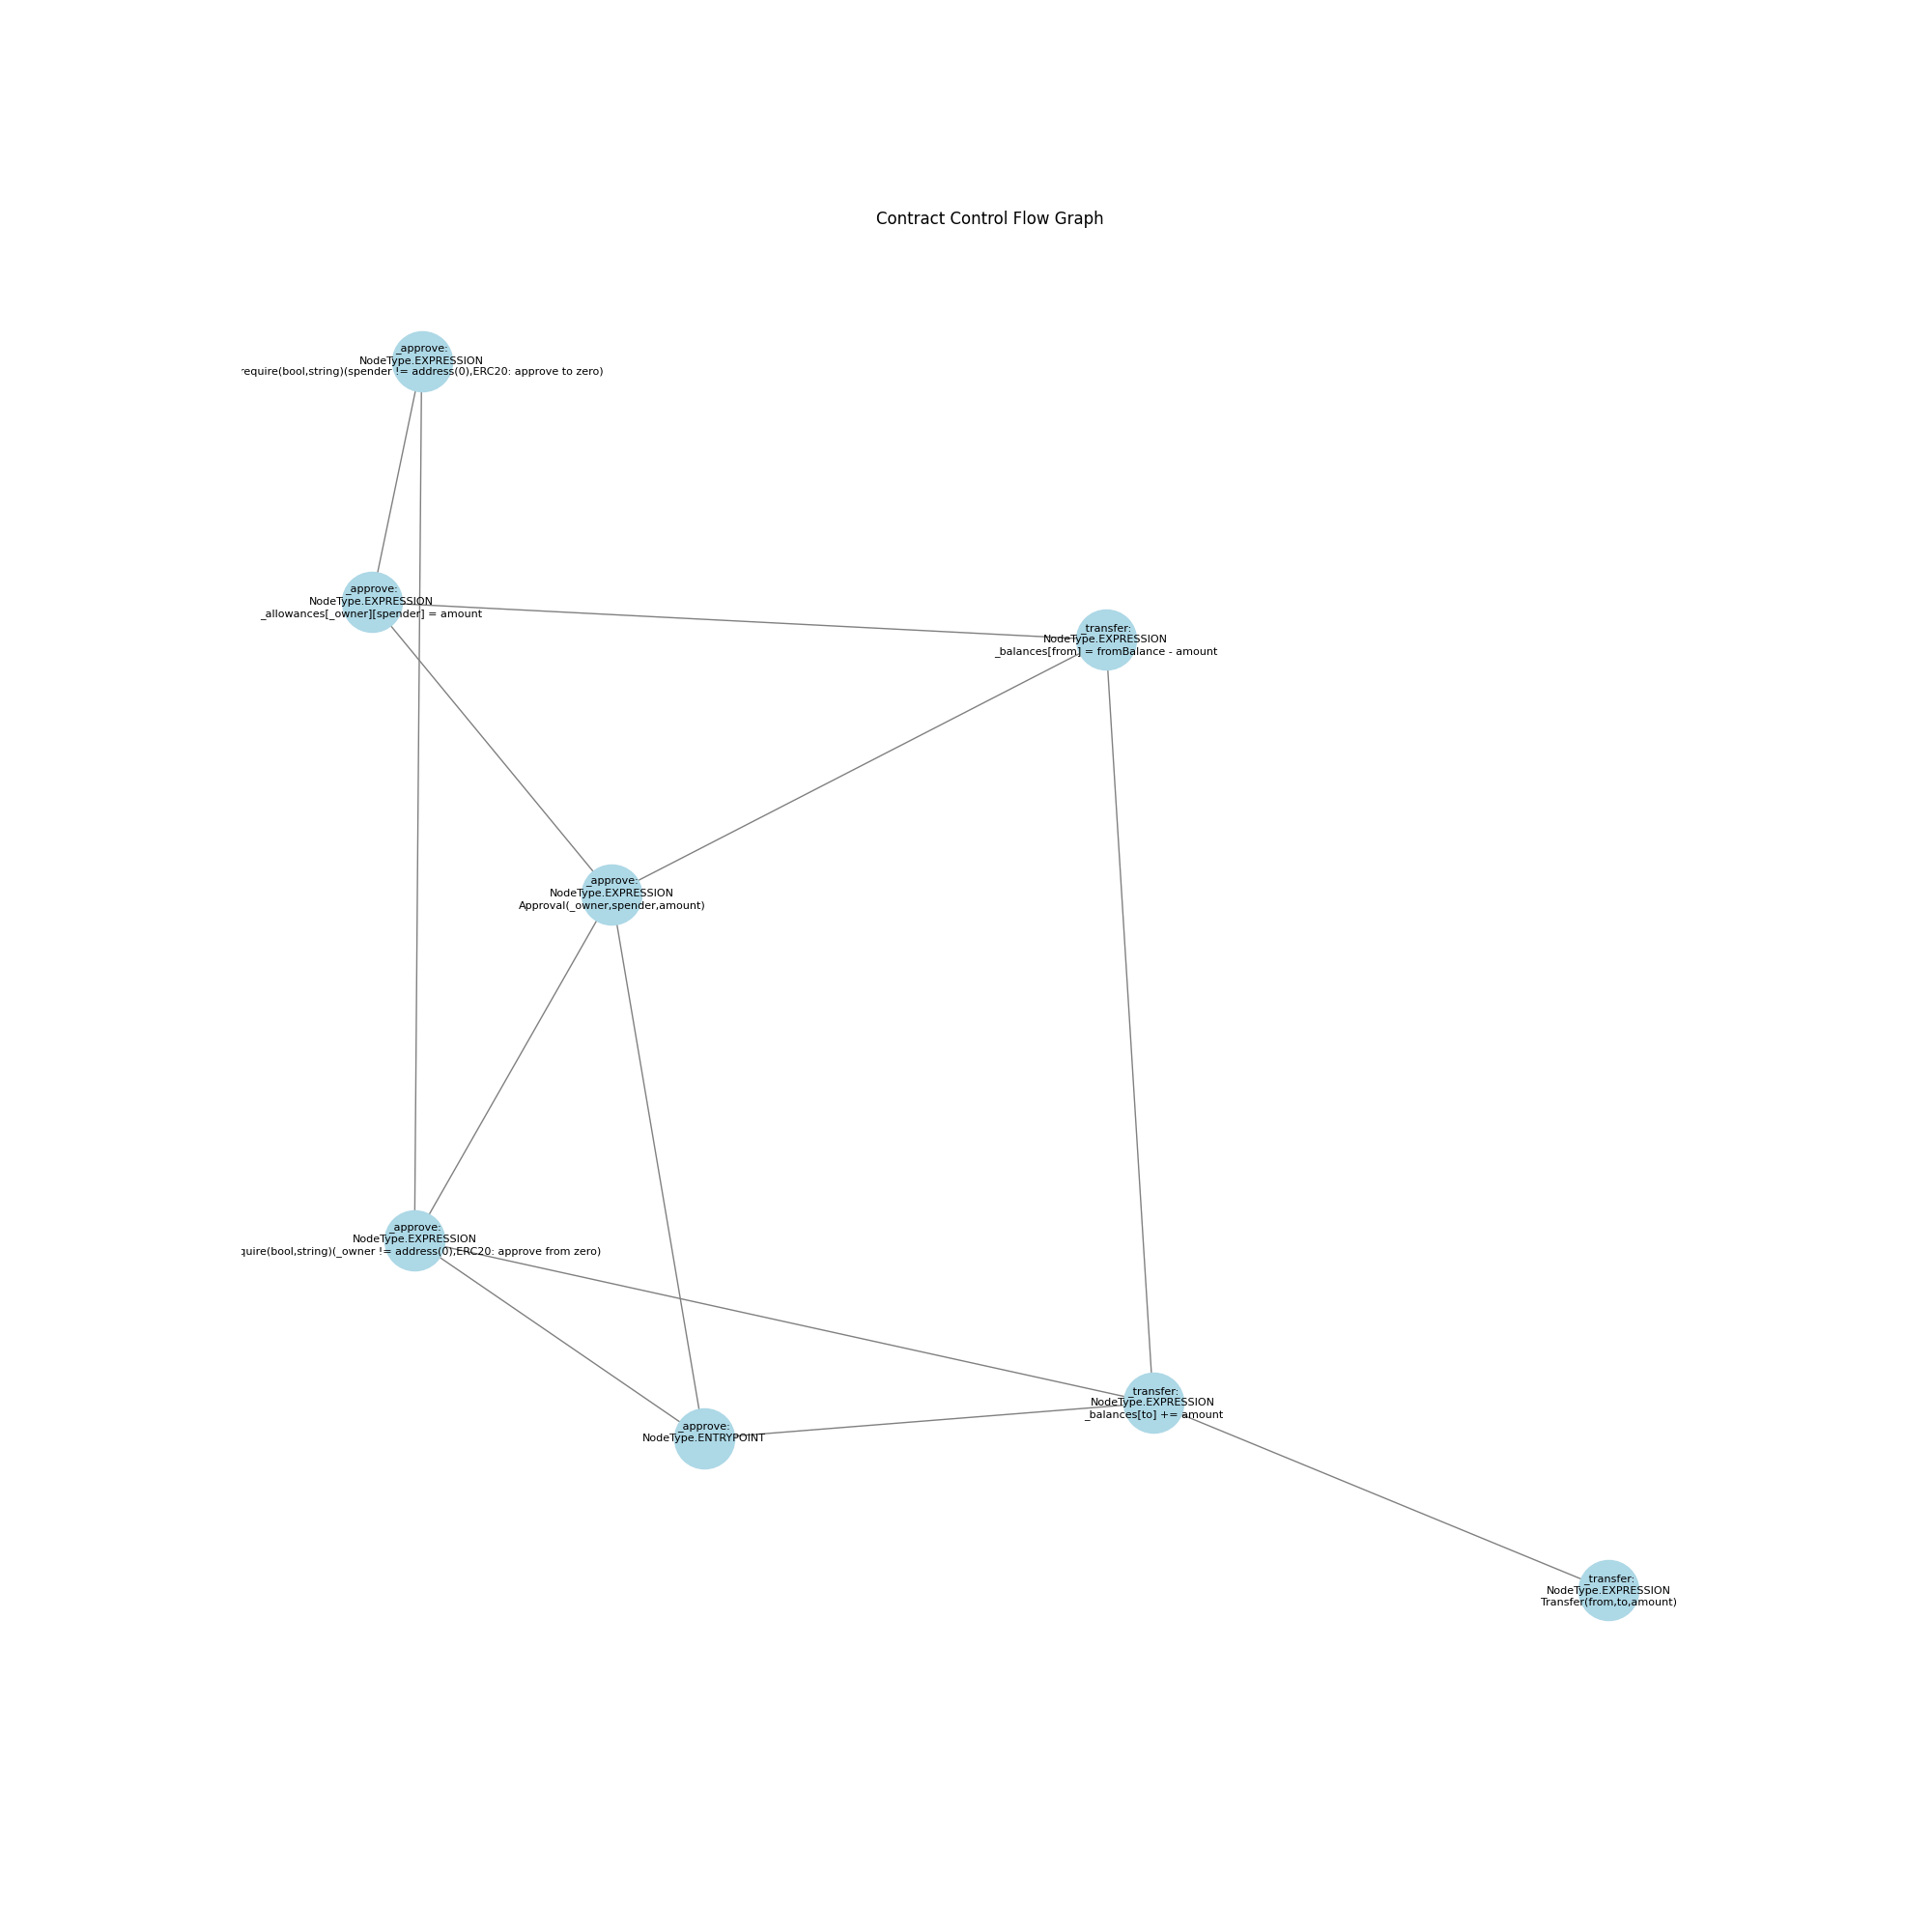 Contract Control Flow Graph
_approve:
NodeType.EXPRESSION
require(bool,string)(spender != address(0),ERC20: approve to zero)
_approve:
NodeType.EXPRESSION
_allowances[_owner][spender] = amount
_transfer:
NodeType.EXPRESSION
_balances[from] = fromBalance - amount
_approve:
NodeType.EXPRESSION
Approval(_owner,spender,amount)
_approve:
NodeType.EXPRESSION
quire(bool,string)(_owner != address(0),ERC20: approve from zero)
_transfer:
NodeType.EXPRESSION
_balances[to] += amount
_approve:
NodeType.ENTRYPOINT
_transfer:
NodeType.EXPRESSION
Transfer(from,to,amount)